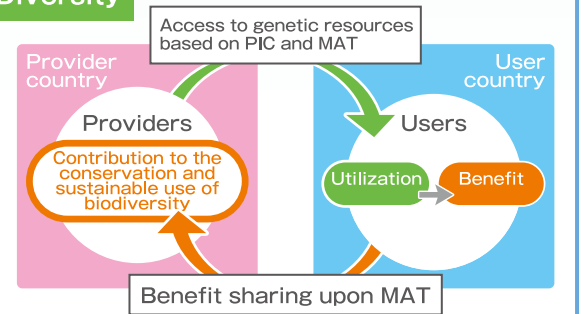 Diversity
Access to genetic resources
based on PIC and MAT
Provider
country
User
country
Providers
Users
Contribution to the
conservation and
sustainable use of
biodiversity
Utilization
Benefit
Benefit sharing upon MAT